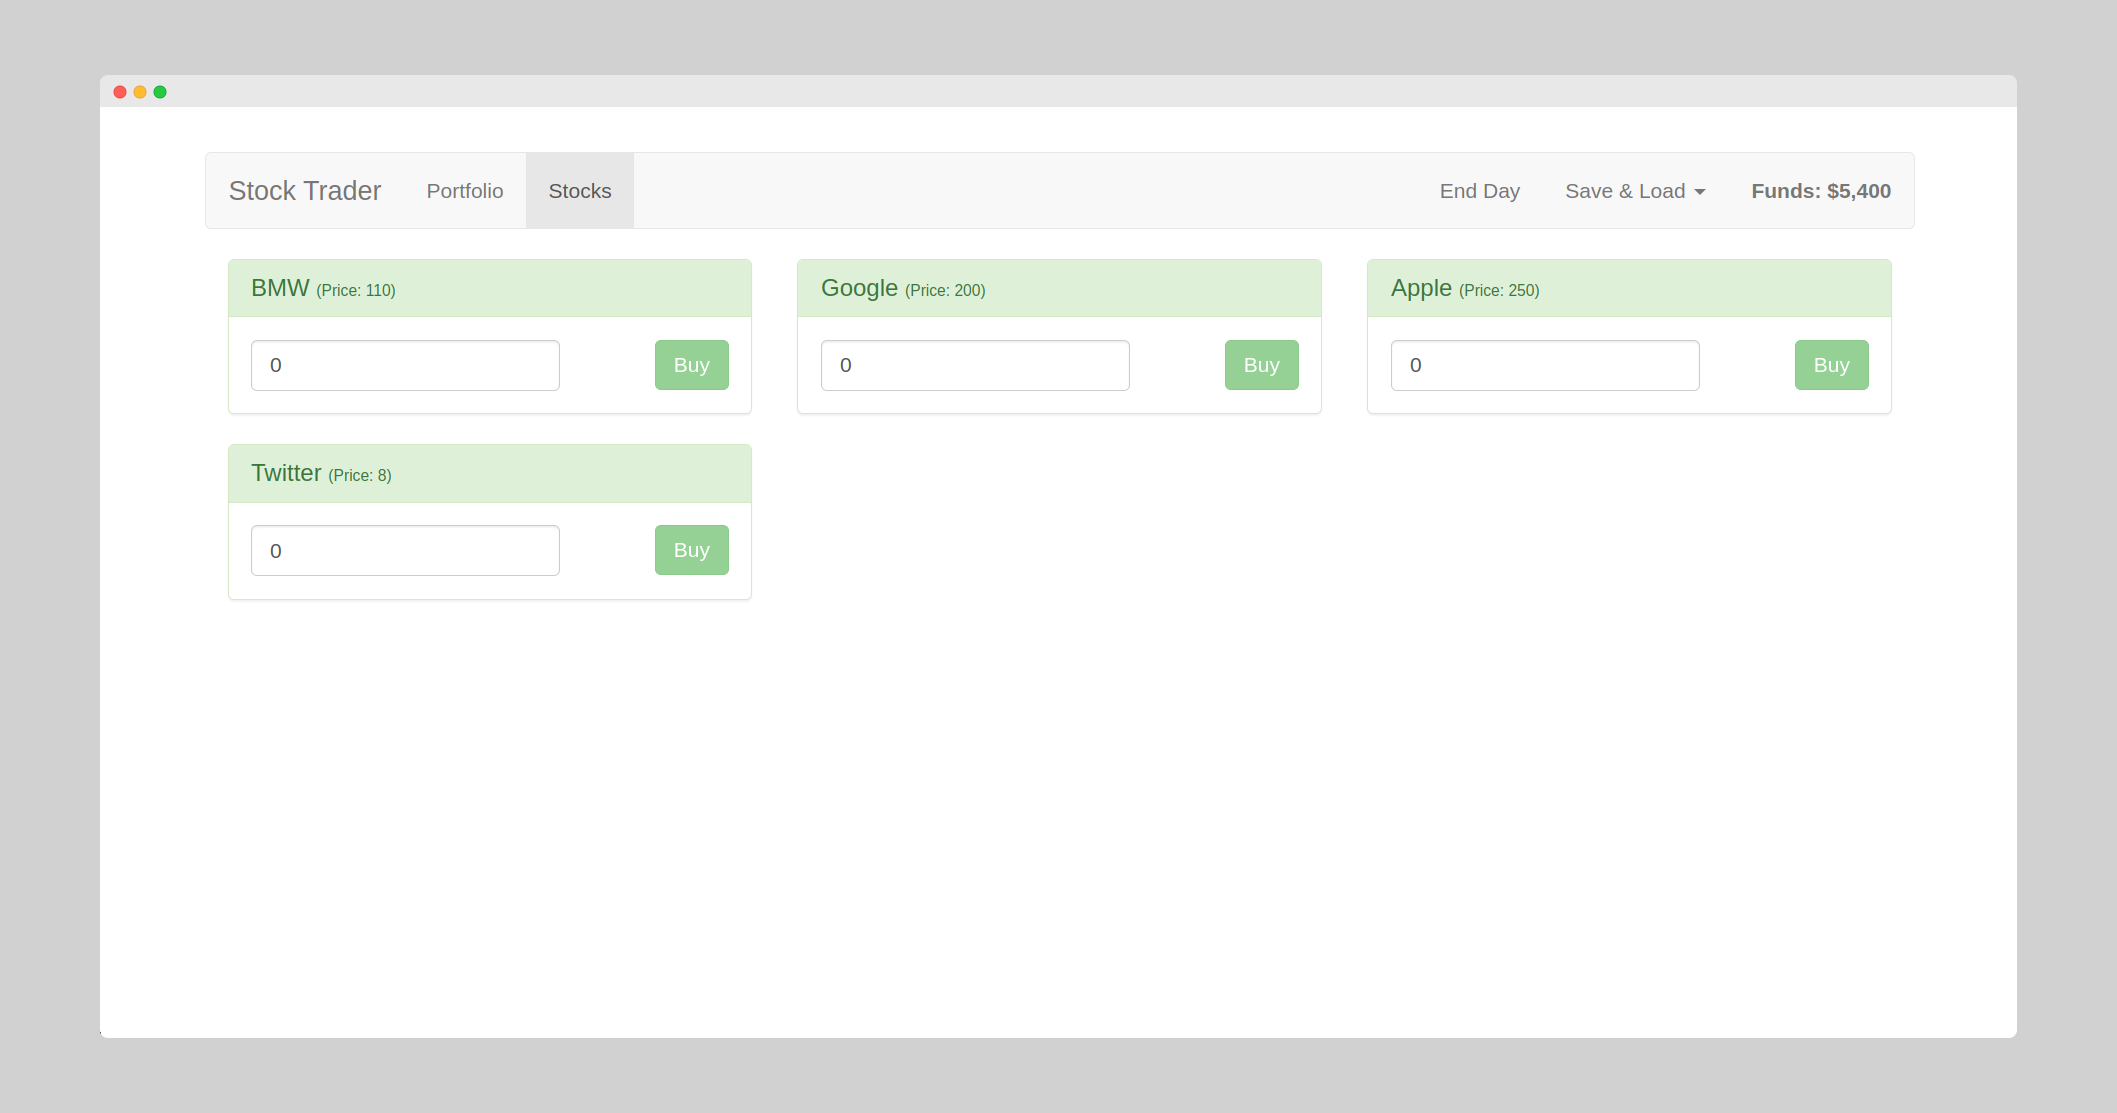 Stock Trader Portfolio Stocks End Day Save & Load Funds: $5,400
BMW (Price: 110)
0 Buy
Google (Price: 200)
0 Buy
Apple (Price: 250)
0 Buy
Twitter (Price: 8)
0 Buy